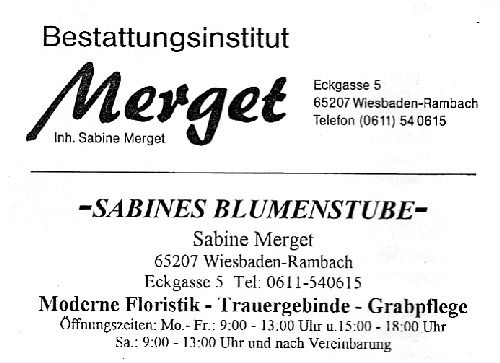 Bestattungsinstitut
Merget
Inh. Sabine Merget
Eckgasse 5
65207 Wiesbaden-Rambach
Telefon (0611) 540615
-SABINES BLUMENSTUBE-
Sabine Merget
65207 Wiesbaden-Rambach
Eckgasse 5 Tel: 0611-540615
Moderne Floristik - Trauergebinde - Grabpflege
Öffnungszeiten: Mo.- Fr.: 9:00 - 13:00 Uhr u.15:00 - 18:00 Uhr
Sa.: 9:00 - 13:00 Uhr und nach Vereinbarung